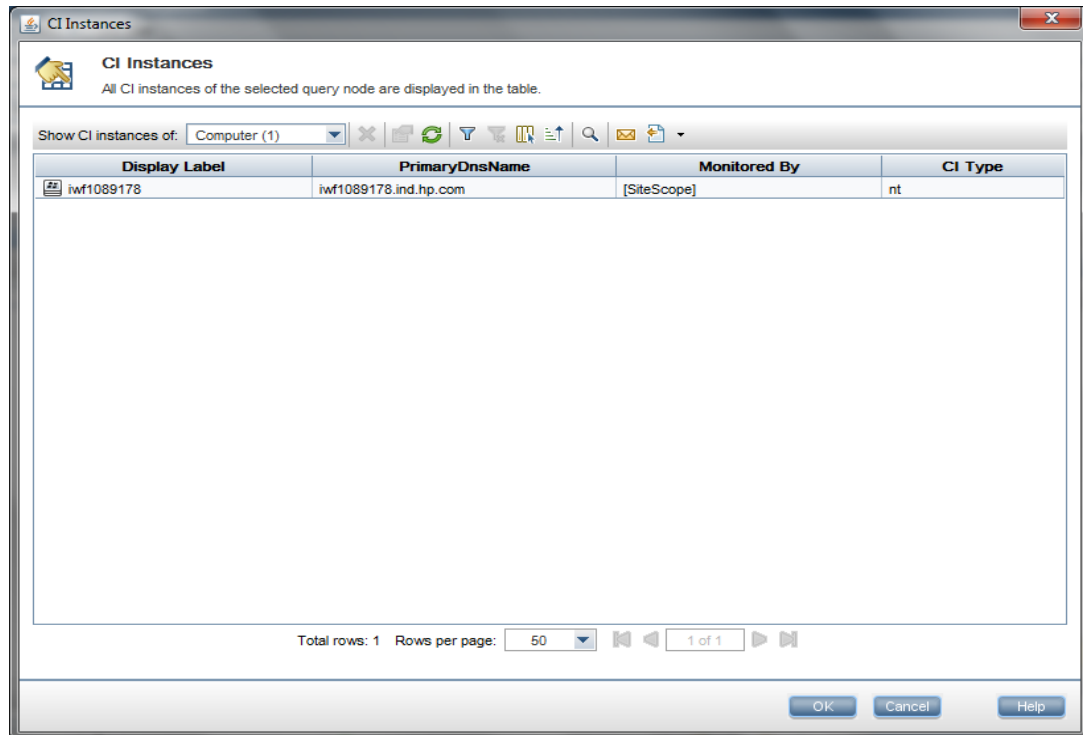 CI Instances
CI Instances
All CI instances of the selected query node are displayed in the table.
Show CI instances of: Computer (1)
Display Label PrimaryDnsName Monitored By CI Type
iwf1089178 iwf1089178.ind.hp.com [SiteScope] nt
Total rows: 1 Rows per page: 50 1 of 1
OK Cancel Help